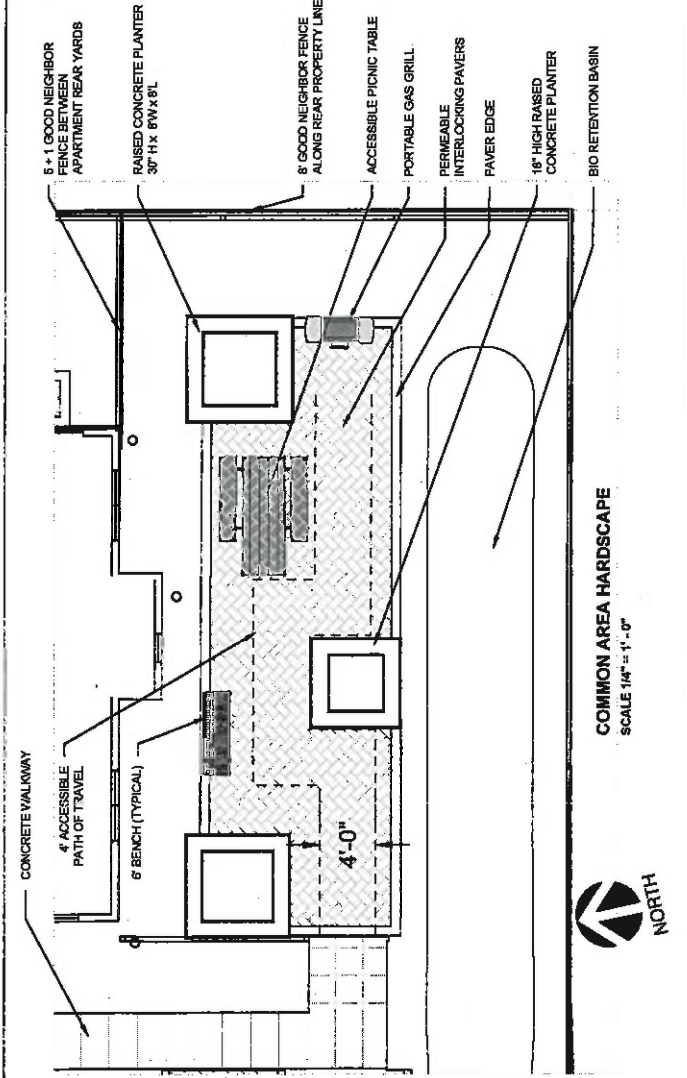 5 + 1 GOOD NEIGHBOR
FENCE BETWEEN
APARTMENT REAR YARDS
RAISED CONCRETE PLANTER
30" H x 8'W x 8'L
8' GOOD NEIGHBOR FENCE
ALONG REAR PROPERTY LINE
ACCESSIBLE PICNIC TABLE
PORTABLE GAS GRILL
PERMEABLE
INTERLOCKING PAVERS
PAVER EDGE
18" HIGH RAISED
CONCRETE PLANTER
BIO RETENTION BASIN
CONCRETE WALKWAY
4' ACCESSIBLE
PATH OF TRAVEL
6' BENCH (TYPICAL)
4'-0"
COMMON AREA HARDSCAPE
SCALE 1/4" = 1'-0"
NORTH